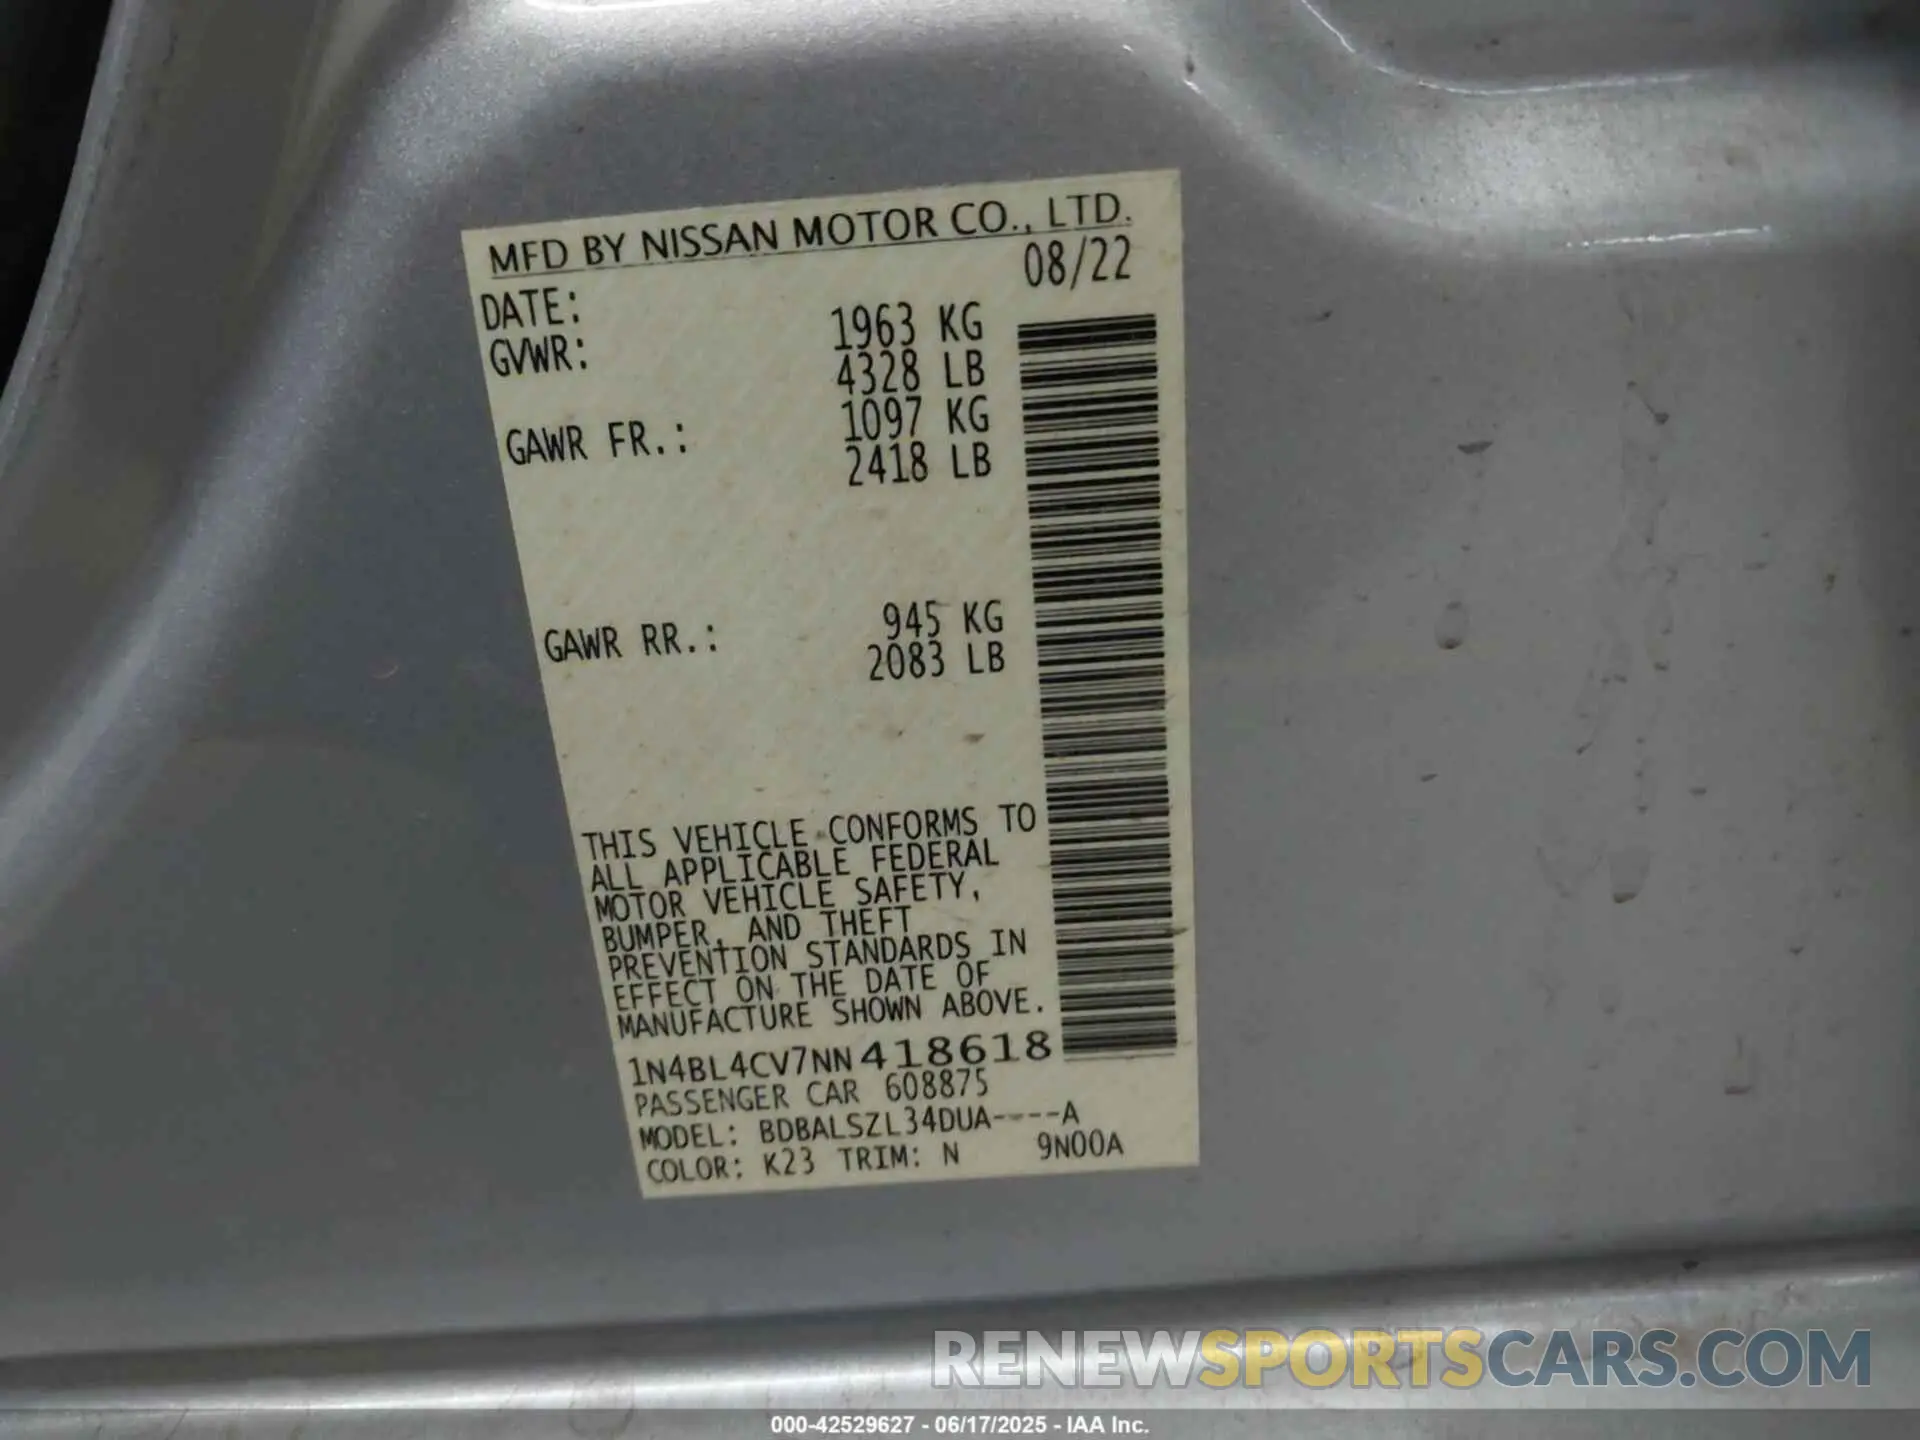 MFD BY NISSAN MOTOR CO., LTD.
DATE: 08/22
GVWR: 1963 KG
4328 LB
GAWR FR.: 1097 KG
2418 LB
GAWR RR.: 945 KG
2083 LB
THIS VEHICLE CONFORMS TO
ALL APPLICABLE FEDERAL
MOTOR VEHICLE SAFETY,
BUMPER, AND THEFT
PREVENTION STANDARDS IN
EFFECT ON THE DATE OF
MANUFACTURE SHOWN ABOVE.
1N4BL4CV7NN418618
PASSENGER CAR 608875
MODEL: BDBALSZL34DUA----A
COLOR: K23 TRIM: N 9N00A
RENEWSPORTSCARS.COM
000-42529627 - 06/17/2025 - IAA Inc.